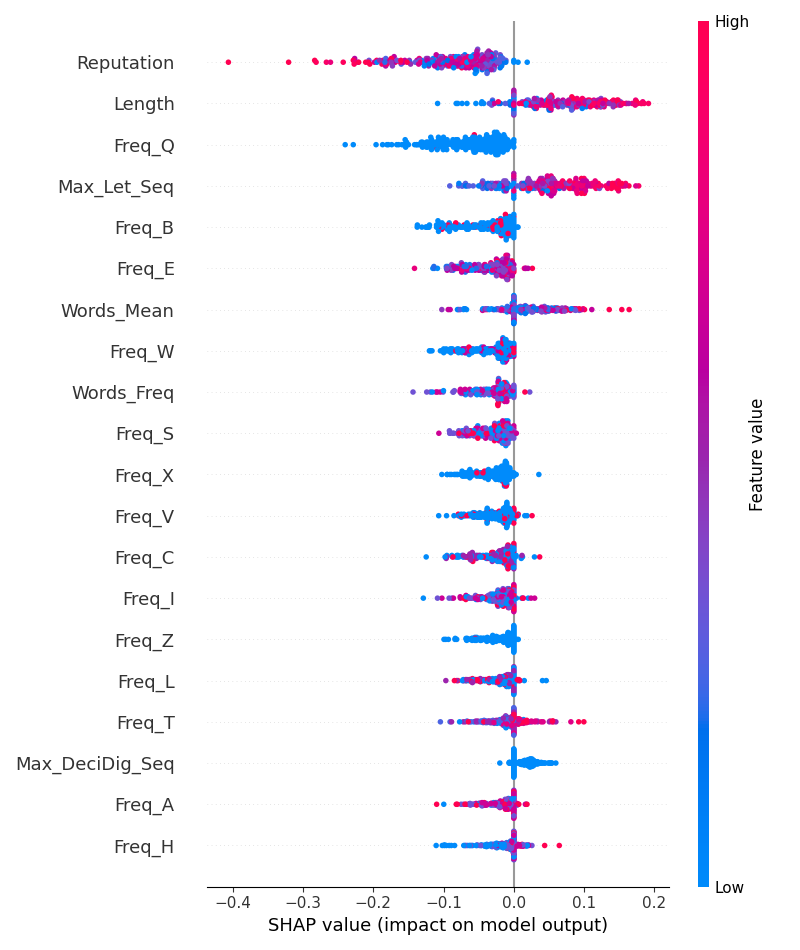 High
Reputation
Length
Freq_Q
Max_Let_Seq
Freq_B
Freq_E
Words_Mean
Freq_W
Words_Freq
Freq_S
Freq_X
Freq_V
Freq_C
Freq_I
Freq_Z
Freq_L
Freq_T
Max_DeciDig_Seq
Freq_A
Freq_H
Feature value
Low
−0.4 −0.3 −0.2 −0.1 0.0 0.1 0.2
SHAP value (impact on model output)